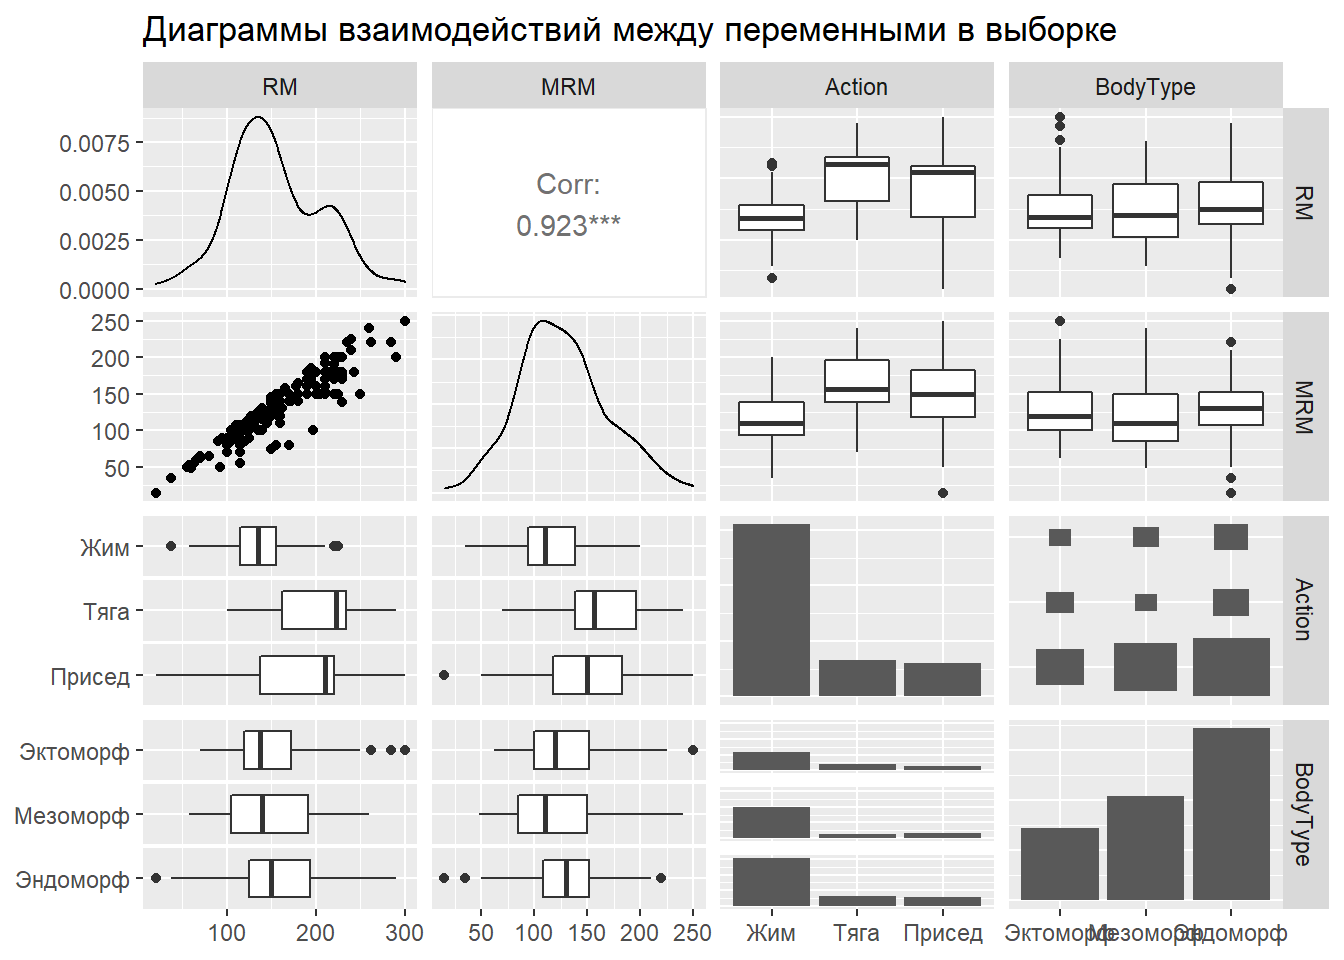 Диаграммы взаимодействий между переменными в выборке
RM
MRM
Action
BodyType
0.0075
0.0050
0.0025
0.0000
Corr:
0.923***
RM
250
200
150
100
50
MRM
Жим
Тяга
Присед
Action
Эктоморф
Мезоморф
Эндоморф
BodyType
100 200 300
50 100 150 200 250
Жим Тяга Присед
Эктоморф Мезоморф Эндоморф